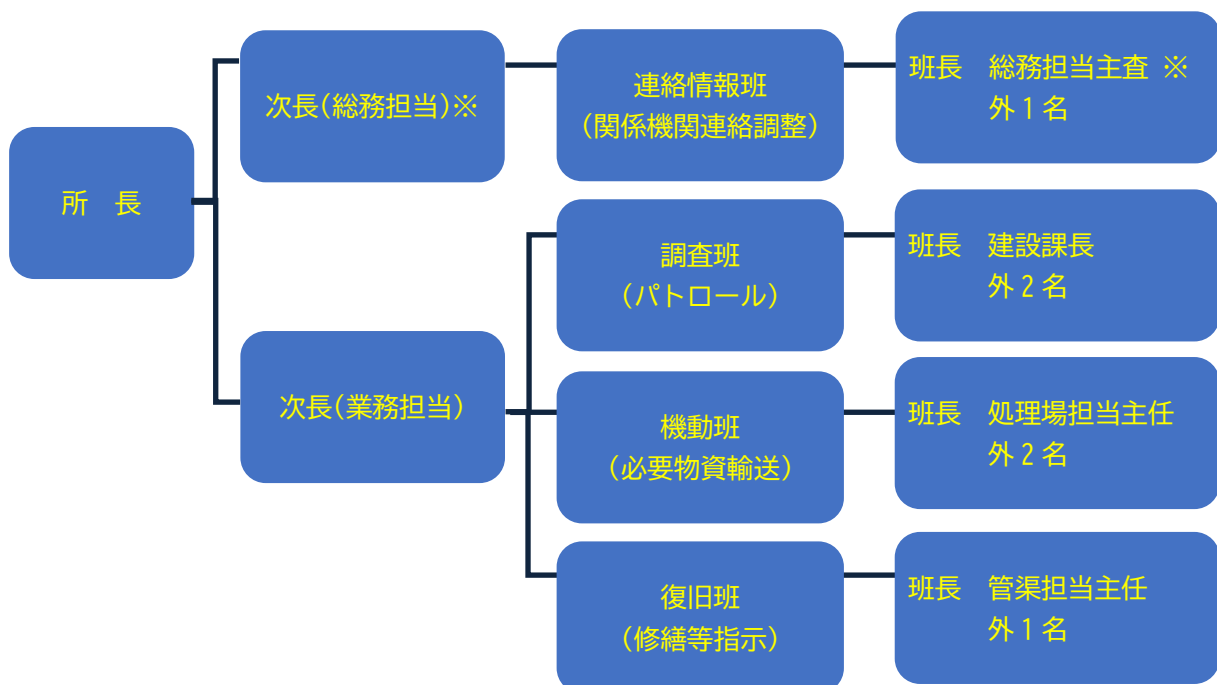 所　長
次長(総務担当)※
連絡情報班
(関係機関連絡調整)
班長　総務担当主査 ※
外1名
調査班
(パトロール)
班長　建設課長
外2名
次長(業務担当)
機動班
(必要物資輸送)
班長　処理場担当主任
外2名
復旧班
(修繕等指示)
班長　管渠担当主任
外1名